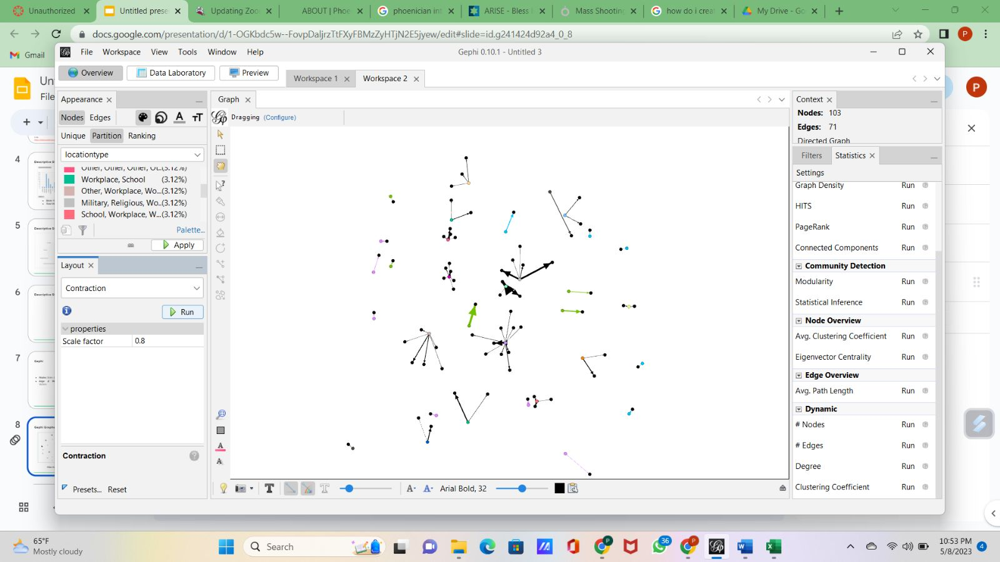 Unauthorized
Untitled prese
Updating Zoo
ABOUT | Phoe
phoenician int
ARISE - Bless
Mass Shooting
how do i crea
My Drive - Go
docs.google.com/presentation/d/1-OGKbdc5w--FovpDaljrzTtFXyFBMzZyHTjN2E5jyew/edit#slide=id.g241424d92a4_0_8
P
Gmail
File Workspace View Tools Window Help
Gephi 0.10.1 - Untitled 3
Overview
Data Laboratory
Preview
Workspace 1
Workspace 2
Un
File
P
Appearance
Graph
Context
Nodes Edges
Dragging (Configure)
Nodes: 103
Edges: 71
Directed Graph
Unique Partition Ranking
locationtype
Filters
Statistics
Settings
Other, Other, Other, Ot..(3.12%)
Workplace, School (3.12%)
Other, Workplace, Wo...(3.12%)
Military, Religious, Wo..(3.12%)
School, Workplace, W...(3.12%)
Palette...
Apply
Graph Density Run
HITS Run
PageRank Run
Connected Components Run
Community Detection
Modularity Run
Statistical Inference Run
Node Overview
Avg. Clustering Coefficient Run
Eigenvector Centrality Run
Edge Overview
Avg. Path Length Run
Dynamic
# Nodes Run
# Edges Run
Degree Run
Clustering Coefficient Run
Layout
Contraction
Run
properties
Scale factor 0.8
Contraction
Presets... Reset
4
5
6
7
8
Descriptive S
Descriptive S
Descriptive S
Gephi
Gephi Graphs
Arial Bold, 32
65°F
Mostly cloudy
Search
36
10:53 PM
5/8/2023
4